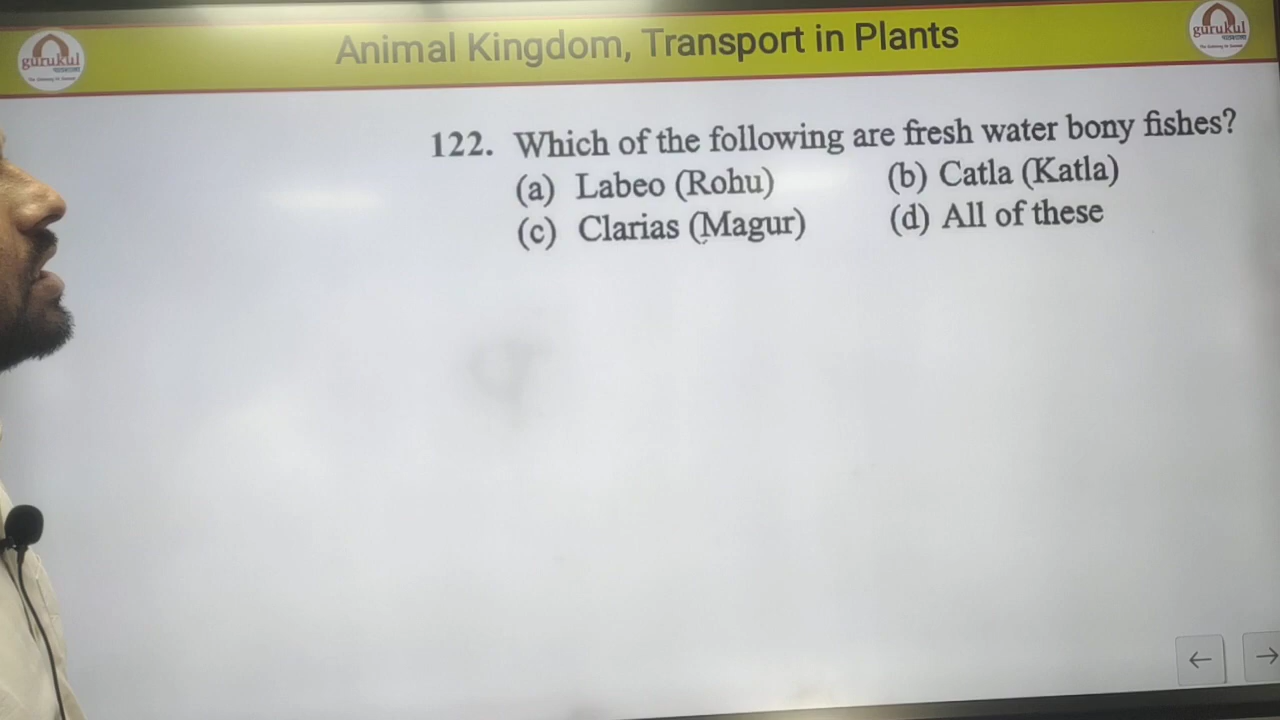 gurukul
Animal Kingdom, Transport in Plants
gurukul
122. Which of the following are fresh water bony fishes?
(a) Labeo (Rohu) (b) Catla (Katla)
(c) Clarias (Magur) (d) All of these
← →